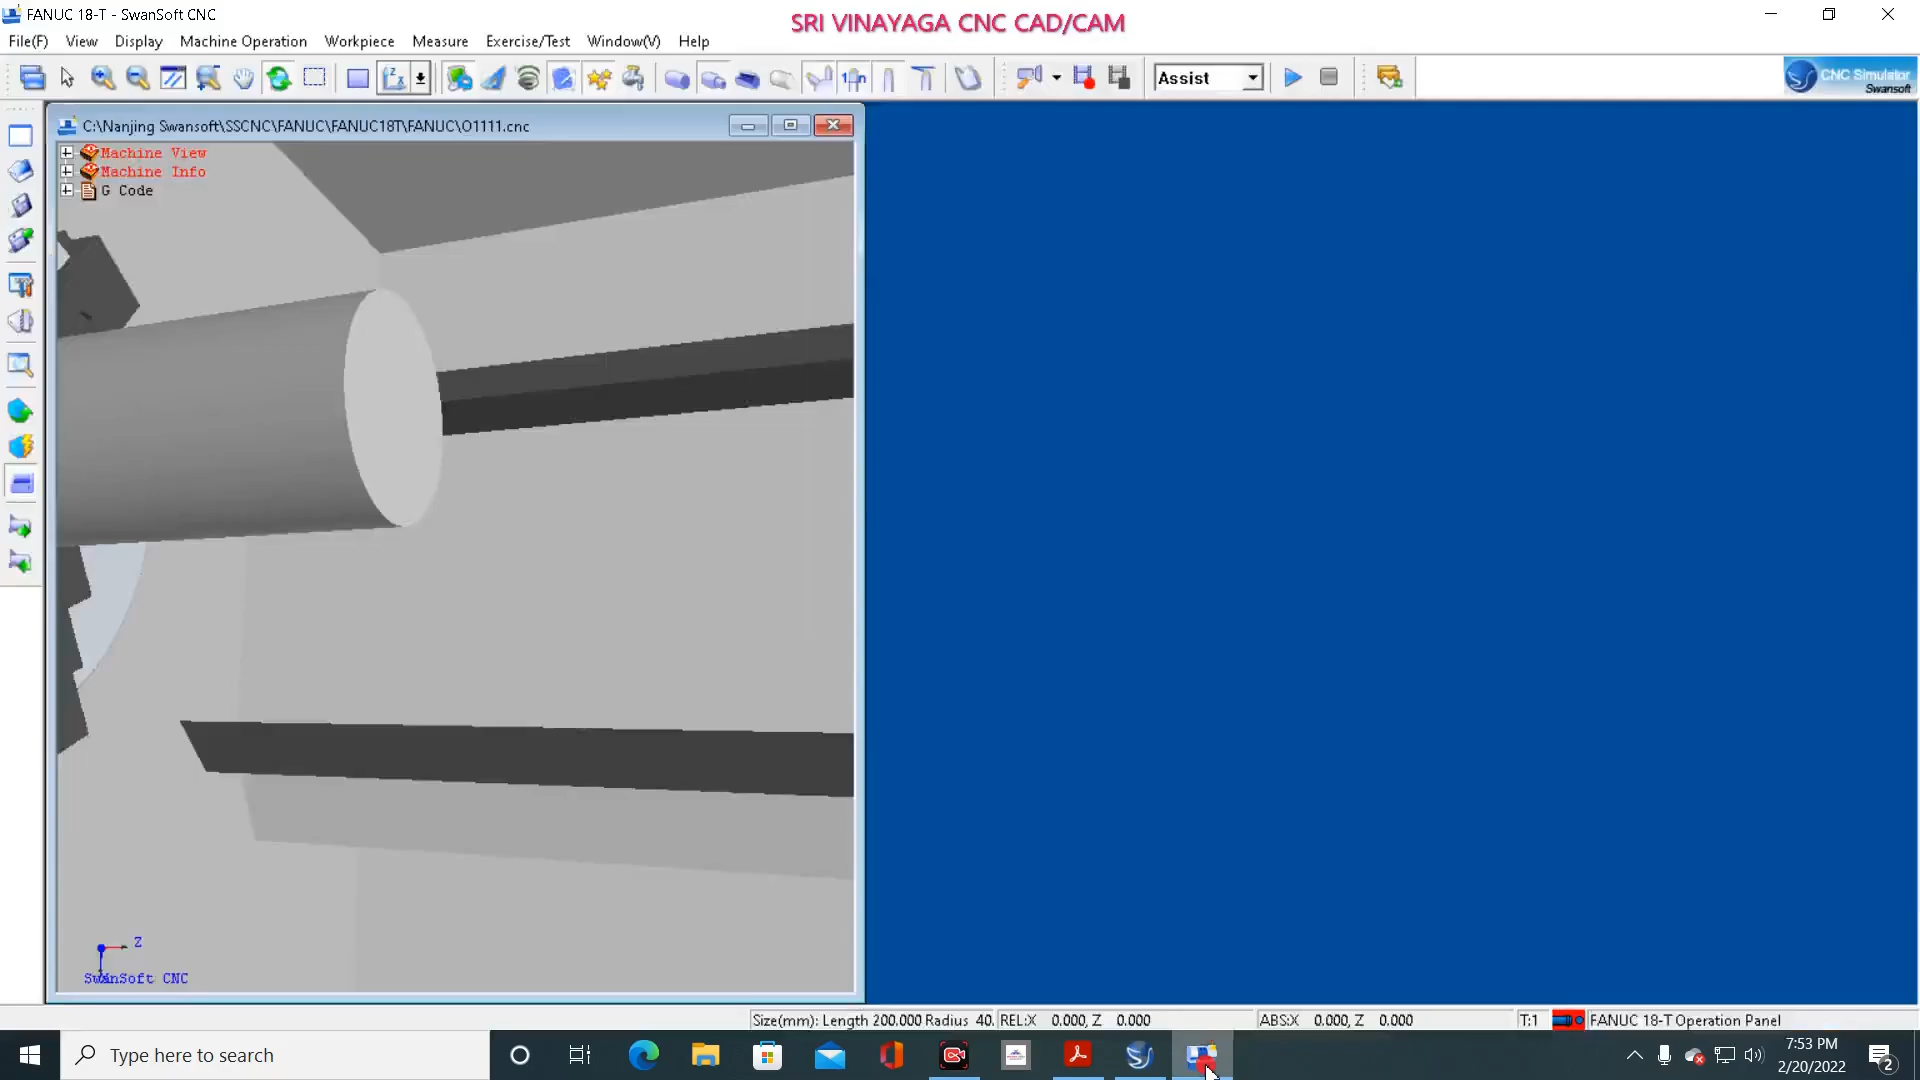 FANUC 18-T - SwanSoft CNC
SRI VINAYAGA CNC CAD/CAM
File(F) View Display Machine Operation Workpiece Measure Exercise/Test Window(V) Help
Assist
CNC Simulator
Swansoft
C:\Nanjing Swansoft\SSCNC\FANUC\FANUC18T\FANUC\O1111.cnc
Machine View
Machine Info
G Code
Z
SwanSoft CNC
Size(mm): Length 200.000 Radius 40. REL:X 0.000, Z 0.000 ABS:X 0.000, Z 0.000 T:1 FANUC 18-T Operation Panel
Type here to search
7:53 PM
2/20/2022
2